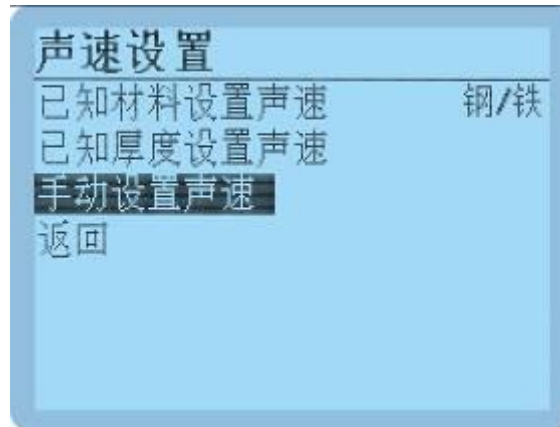 声速设置
已知材料设置声速 钢/铁
已知厚度设置声速
手动设置声速
返回